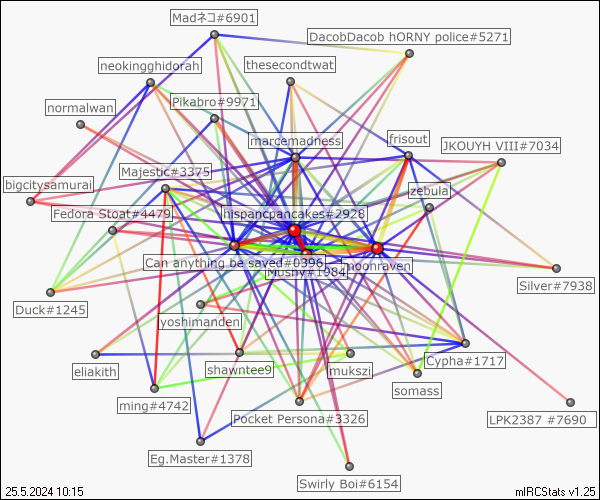 Madネコ#6901
DacobDacob hORNY police#5271
neokingghidorah
thesecondtwat
Pikabro#9971
normalwan
marcemadness
frisout
JKOUYH VIII#7034
Majestic#3375
bigcitysamurai
zebula
Fedora Stoat#4479
hispancpancakes#2928
Can anything be saved#0396
moonraven
Mushy#1984
Silver#7938
Duck#1245
yoshimanden
Cypha#1717
eliakith
shawntee9
mukszi
somass
ming#4742
Pocket Persona#3326
LPK2387 #7690
Eg.Master#1378
Swirly Boi#6154
25.5.2024 10:15
mIRCStats v1.25